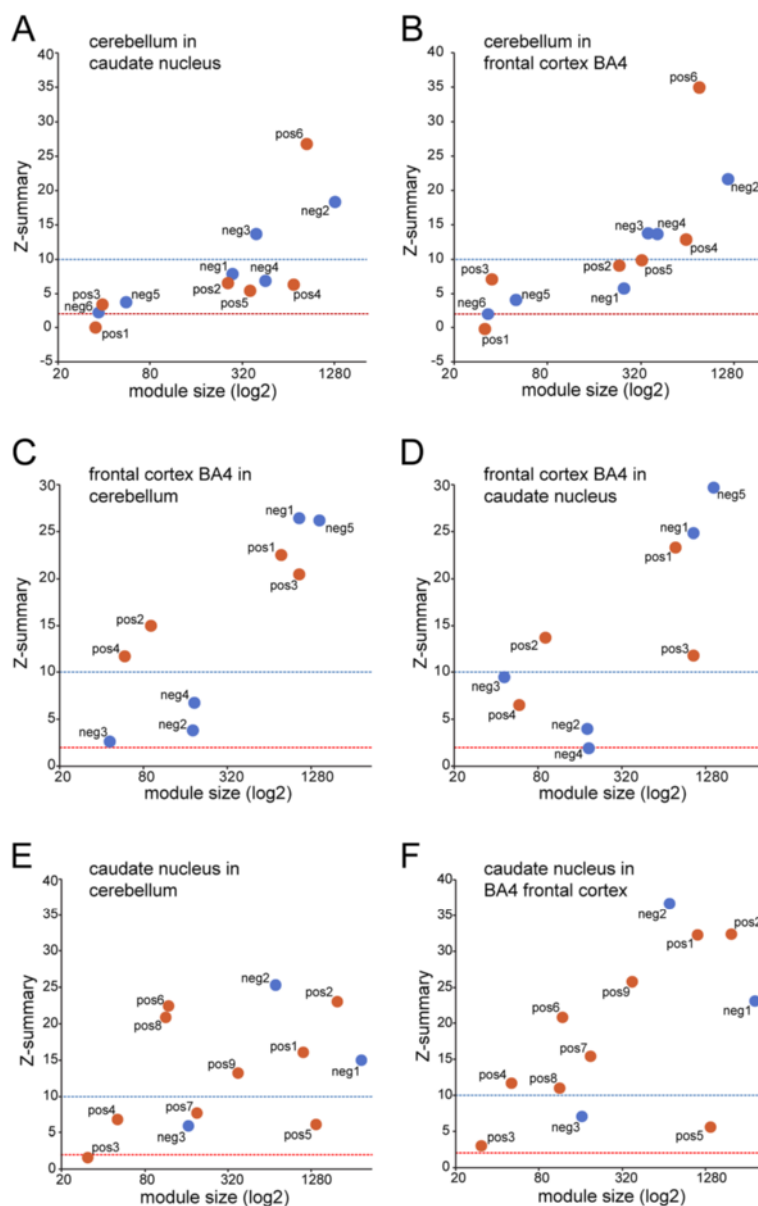 A
cerebellum in
caudate nucleus
40
35
30
25
20
15
10
5
0
-5
Z-summary
pos6
neg2
neg3
neg1
neg4
pos2
pos5
pos4
pos3
neg5
neg6
pos1
20
80
320
1280
module size (log2)
B
cerebellum in
frontal cortex BA4
40
35
30
25
20
15
10
5
0
-5
Z-summary
pos6
neg2
neg3
neg4
pos4
pos2
pos5
pos3
neg1
neg5
neg6
pos1
20
80
320
1280
module size (log2)
C
frontal cortex BA4 in
cerebellum
30
25
20
15
10
5
0
Z-summary
neg1
neg5
pos1
pos3
pos2
pos4
neg4
neg2
neg3
20
80
320
1280
module size (log2)
D
frontal cortex BA4 in
caudate nucleus
30
25
20
15
10
5
0
Z-summary
neg5
neg1
pos1
pos2
pos3
neg3
pos4
neg2
neg4
20
80
320
1280
module size (log2)
E
caudate nucleus in
cerebellum
40
35
30
25
20
15
10
5
0
Z-summary
neg2
pos2
pos6
pos8
pos1
pos9
neg1
pos4
pos7
neg3
pos5
pos3
20
80
320
1280
module size (log2)
F
caudate nucleus in
BA4 frontal cortex
40
35
30
25
20
15
10
5
0
Z-summary
neg2
pos2
pos1
pos9
neg1
pos6
pos7
pos4
pos8
neg3
pos5
pos3
20
80
320
1280
module size (log2)